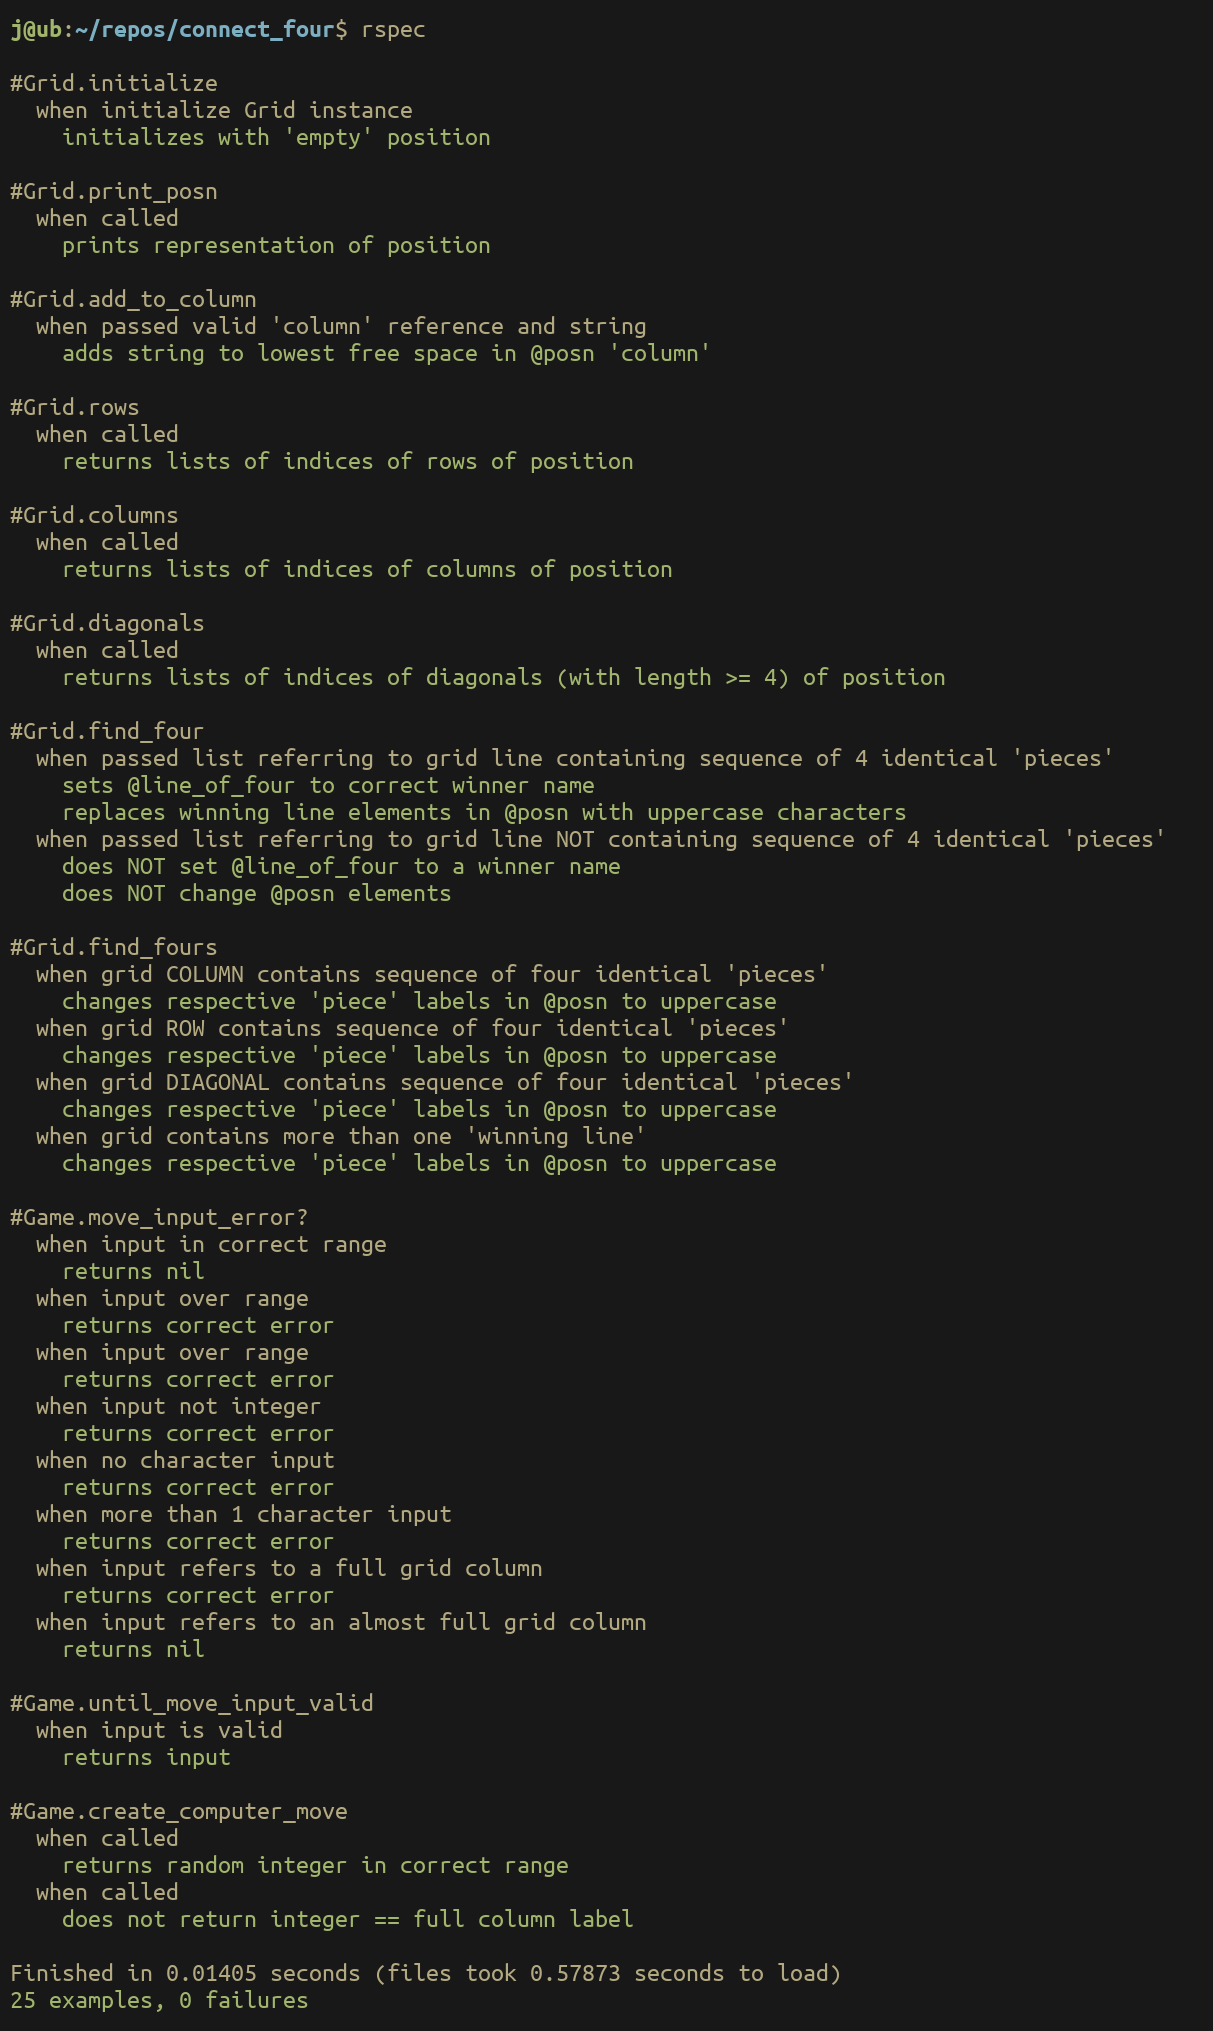 j@ub:~/repos/connect_four$ rspec

#Grid.initialize
  when initialize Grid instance
    initializes with 'empty' position

#Grid.print_posn
  when called
    prints representation of position

#Grid.add_to_column
  when passed valid 'column' reference and string
    adds string to lowest free space in @posn 'column'

#Grid.rows
  when called
    returns lists of indices of rows of position

#Grid.columns
  when called
    returns lists of indices of columns of position

#Grid.diagonals
  when called
    returns lists of indices of diagonals (with length >= 4) of position

#Grid.find_four
  when passed list referring to grid line containing sequence of 4 identical 'pieces'
    sets @line_of_four to correct winner name
    replaces winning line elements in @posn with uppercase characters
  when passed list referring to grid line NOT containing sequence of 4 identical 'pieces'
    does NOT set @line_of_four to a winner name
    does NOT change @posn elements

#Grid.find_fours
  when grid COLUMN contains sequence of four identical 'pieces'
    changes respective 'piece' labels in @posn to uppercase
  when grid ROW contains sequence of four identical 'pieces'
    changes respective 'piece' labels in @posn to uppercase
  when grid DIAGONAL contains sequence of four identical 'pieces'
    changes respective 'piece' labels in @posn to uppercase
  when grid contains more than one 'winning line'
    changes respective 'piece' labels in @posn to uppercase

#Game.move_input_error?
  when input in correct range
    returns nil
  when input over range
    returns correct error
  when input over range
    returns correct error
  when input not integer
    returns correct error
  when no character input
    returns correct error
  when more than 1 character input
    returns correct error
  when input refers to a full grid column
    returns correct error
  when input refers to an almost full grid column
    returns nil

#Game.until_move_input_valid
  when input is valid
    returns input

#Game.create_computer_move
  when called
    returns random integer in correct range
  when called
    does not return integer == full column label

Finished in 0.01405 seconds (files took 0.57873 seconds to load)
25 examples, 0 failures